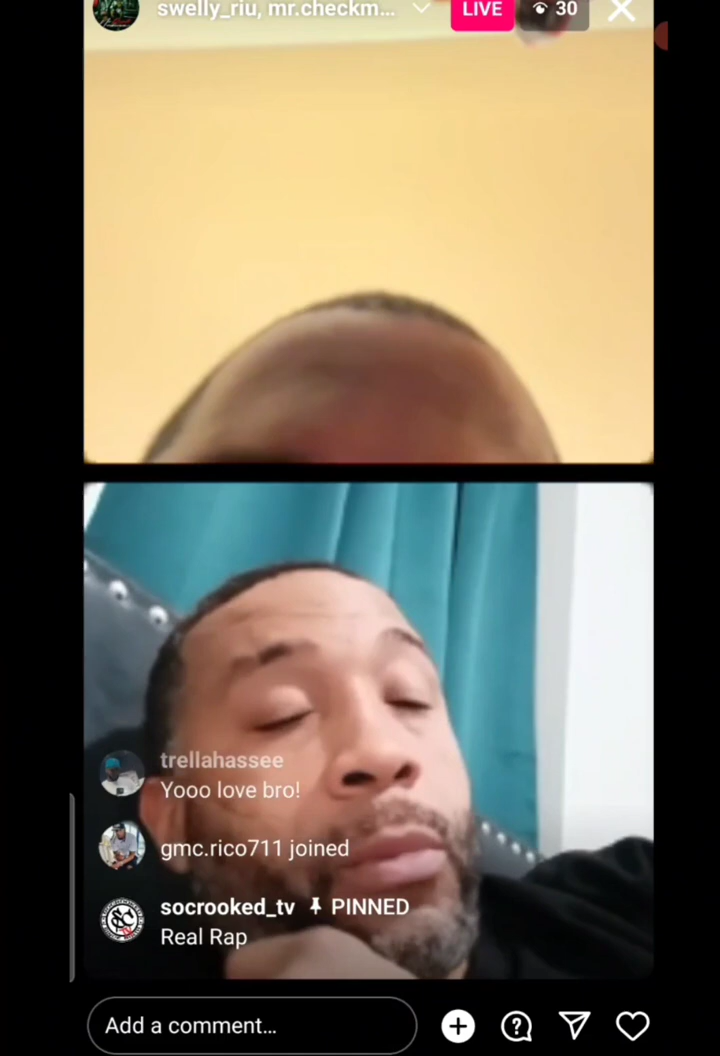 swelly_riu, mr.checkm...
LIVE
30
trellahassee
Yooo love bro!
gmc.rico711 joined
socrooked_tv PINNED
Real Rap
Add a comment...